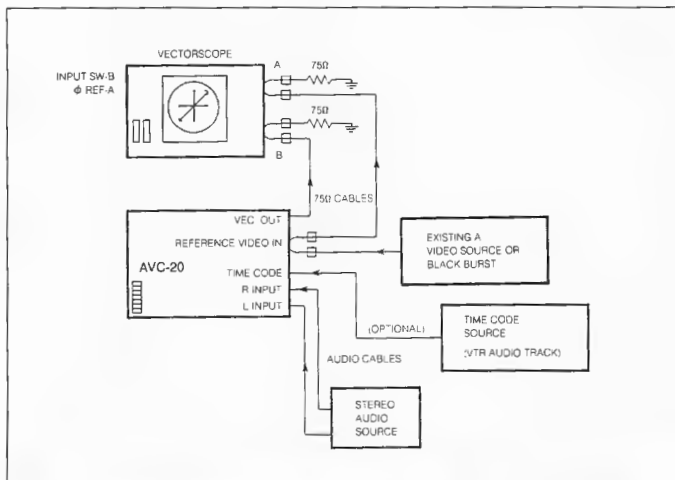 VECTORSCOPE
INPUT SW-B
ϕ REF-A
A
75Ω
75Ω
B
75Ω CABLES
VEC OUT
REFERENCE VIDEO IN
AVC-20
TIME CODE
R INPUT
L INPUT
EXISTING A
VIDEO SOURCE OR
BLACK BURST
(OPTIONAL)
TIME CODE
SOURCE
(VTR AUDIO TRACK)
AUDIO CABLES
STEREO
AUDIO
SOURCE